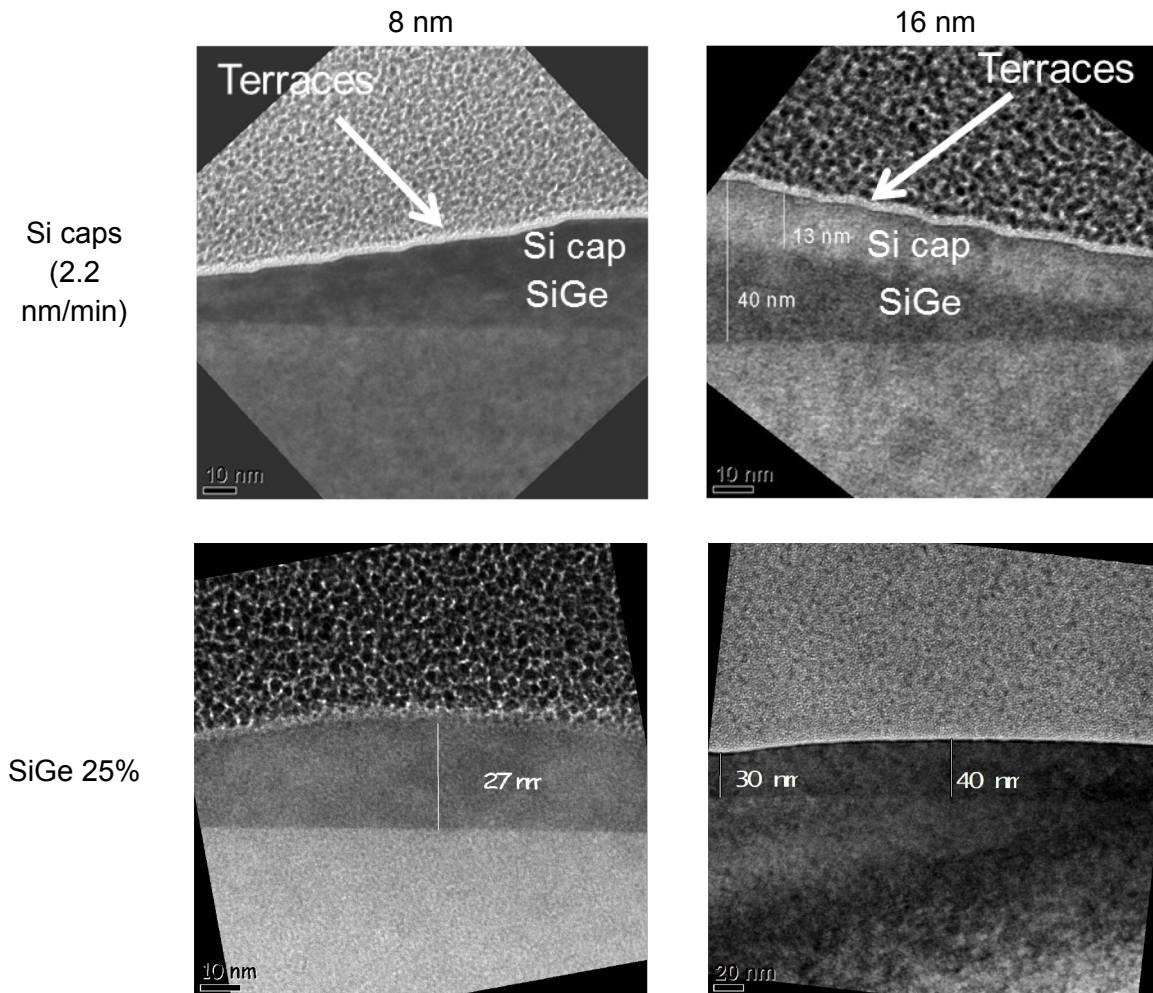 8 nm
16 nm
Si caps
(2.2
nm/min)
Terraces
Si cap
SiGe
10 nm
Terraces
13 nm
Si cap
40 nm
SiGe
10 nm
SiGe 25%
27 nm
10 nm
30 nm
40 nm
20 nm